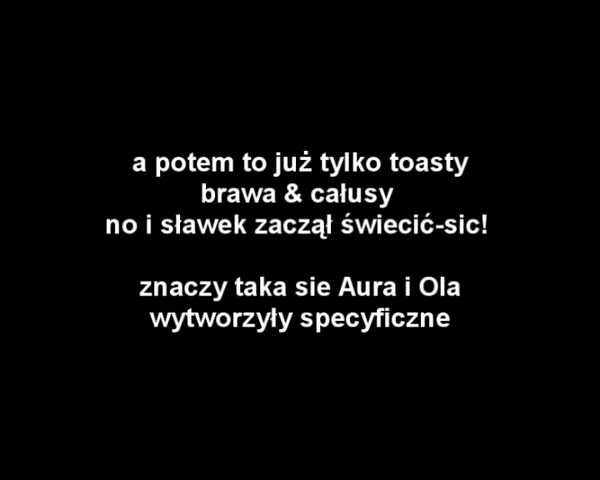 a potem to już tylko toasty
brawa & całusy
no i sławek zaczął świecić-sic!
znaczy taka sie Aura i Ola
wytworzyły specyficzne